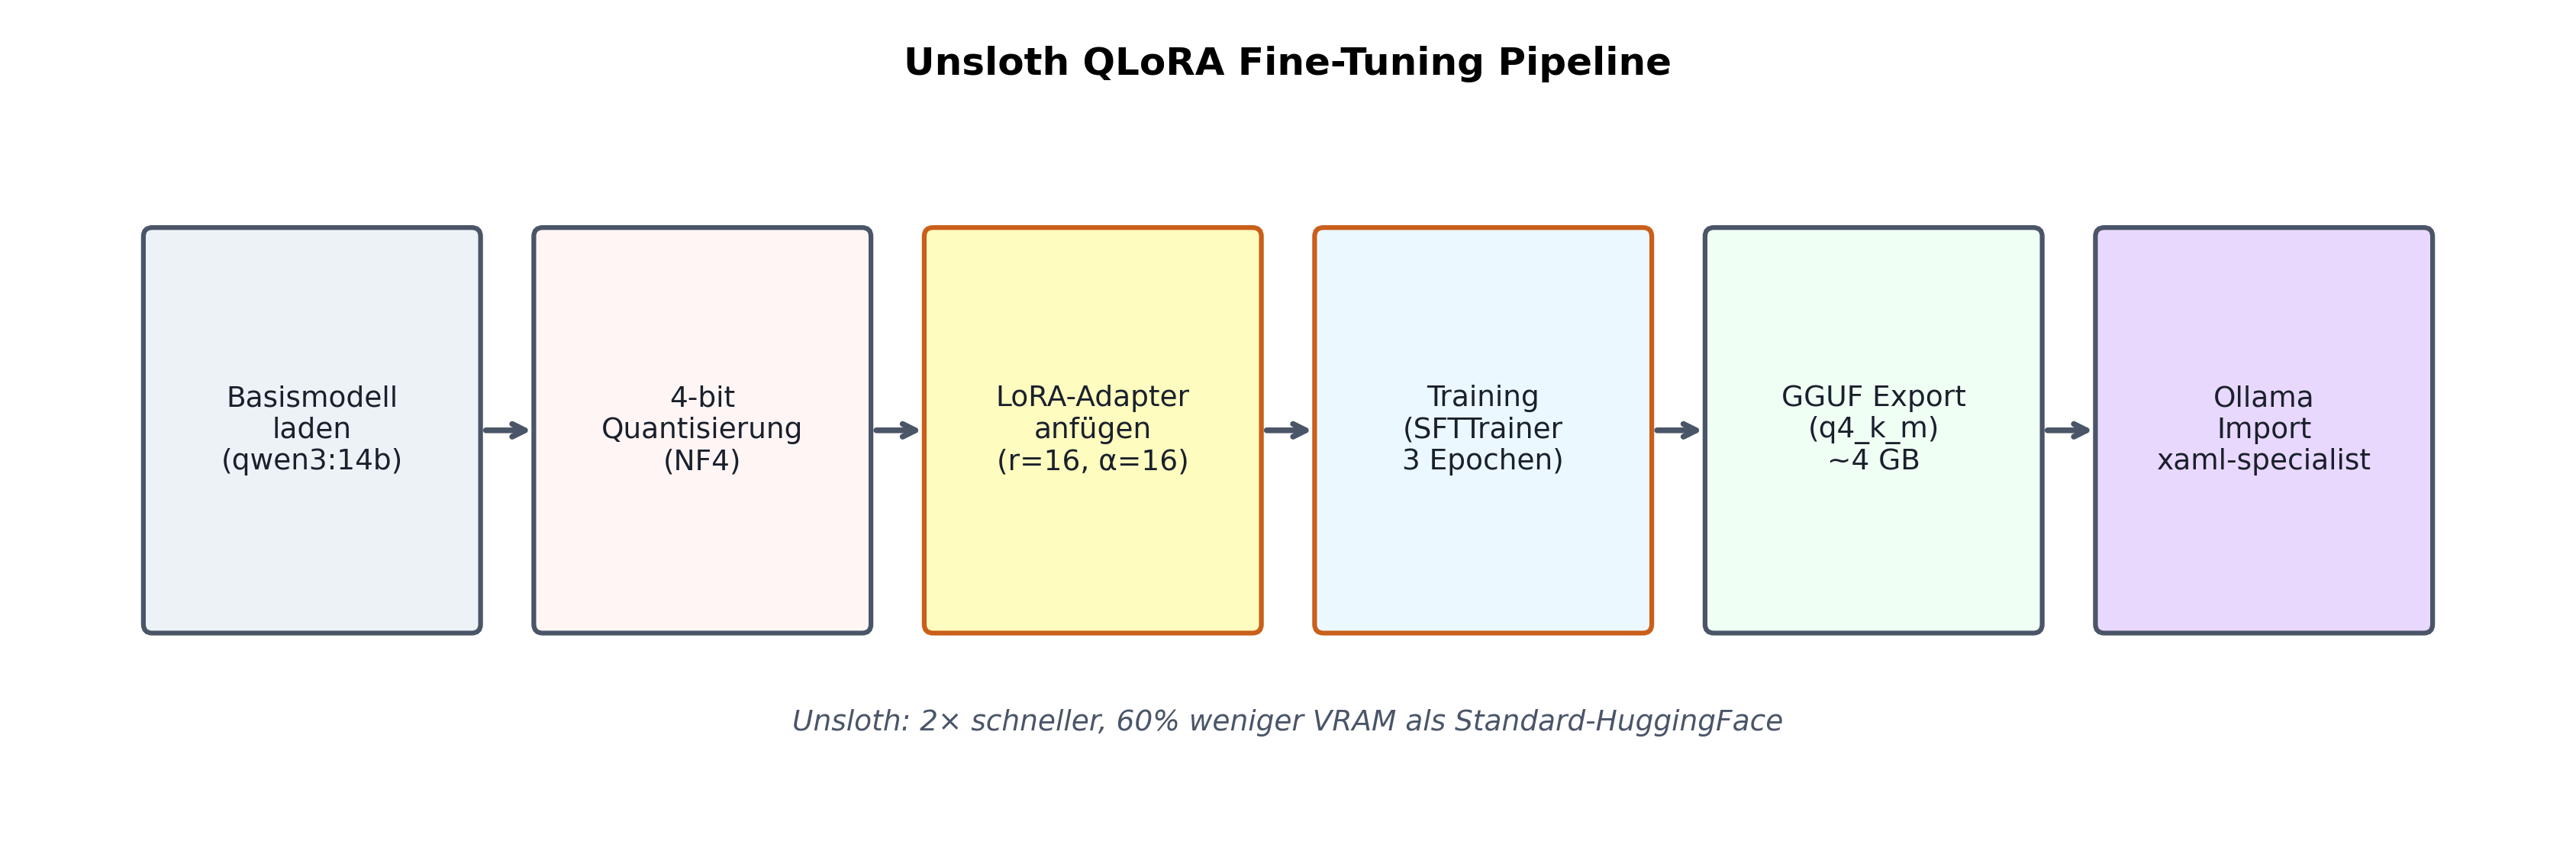 Unsloth QLoRA Fine-Tuning Pipeline
Basismodell
laden
(qwen3:14b)
4-bit
Quantisierung
(NF4)
LoRA-Adapter
anfügen
(r=16, α=16)
Training
(SFTTrainer
3 Epochen)
GGUF Export
(q4_k_m)
~4 GB
Ollama
Import
xaml-specialist
Unsloth: 2× schneller, 60% weniger VRAM als Standard-HuggingFace